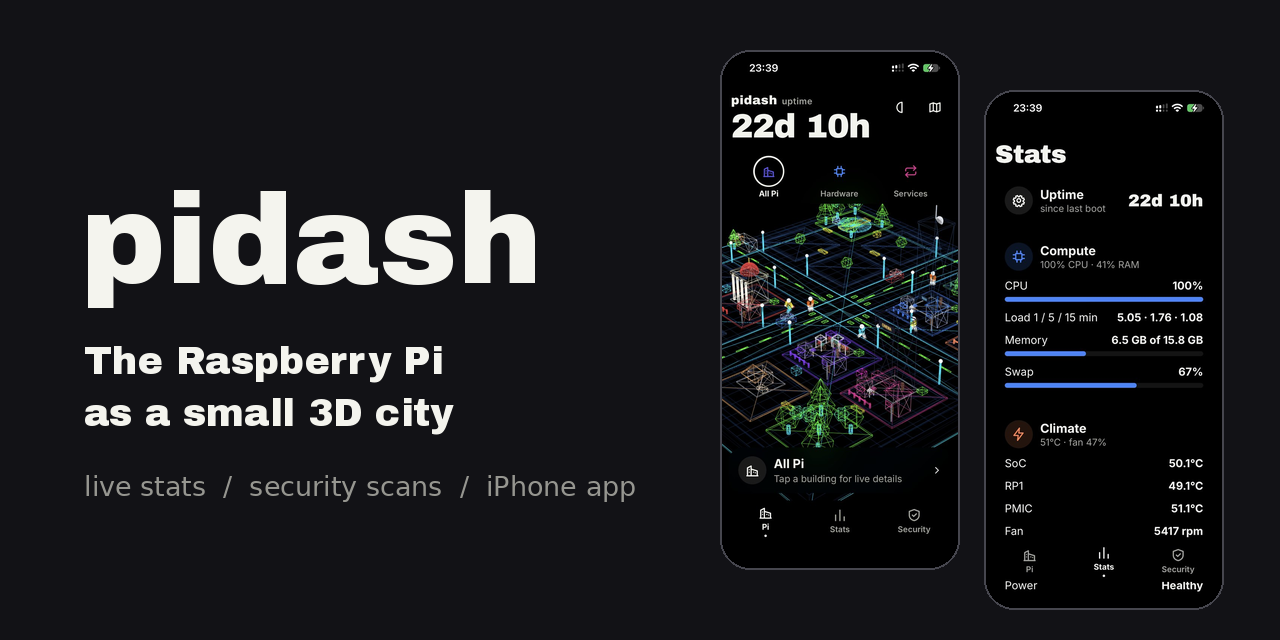 pidash
The Raspberry Pi
as a small 3D city
live stats / security scans / iPhone app
23:39
pidash uptime
22d 10h
All Pi
Hardware
Services
All Pi
Tap a building for live details
Pi
Stats
Security
23:39
Stats
Uptime
since last boot
22d 10h
Compute
100% CPU · 41% RAM
CPU 100%
Load 1 / 5 / 15 min 5.05 · 1.76 · 1.08
Memory 6.5 GB of 15.8 GB
Swap 67%
Climate
51°C · fan 47%
SoC 50.1°C
RP1 49.1°C
PMIC 51.1°C
Fan 5417 rpm
Pi
Stats
Security
Power Healthy